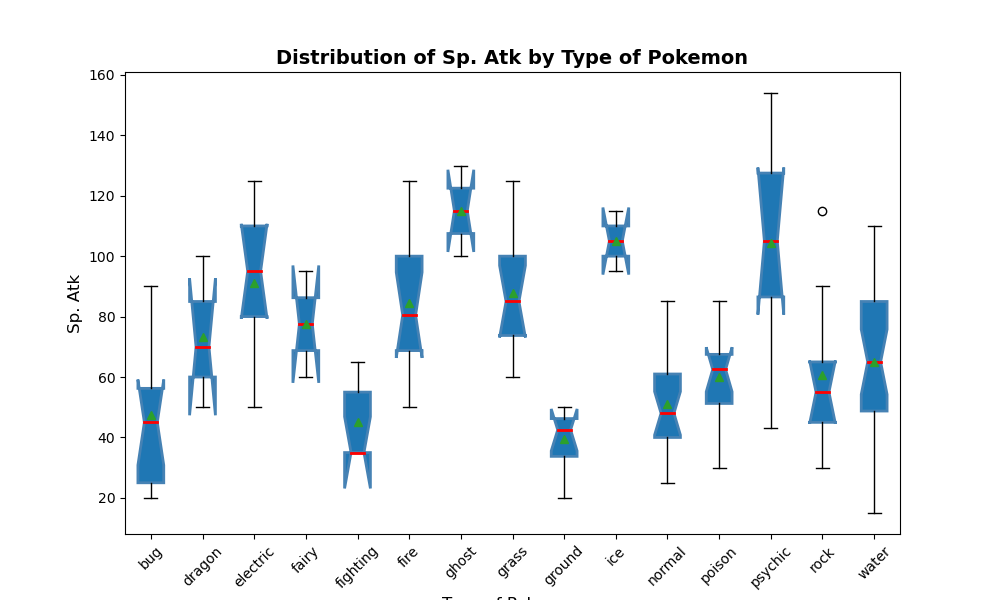 Distribution of Sp. Atk by Type of Pokemon
160
140
120
100
80
60
40
20
Sp. Atk
bug
dragon
electric
fairy
fighting
fire
ghost
grass
ground
ice
normal
poison
psychic
rock
water